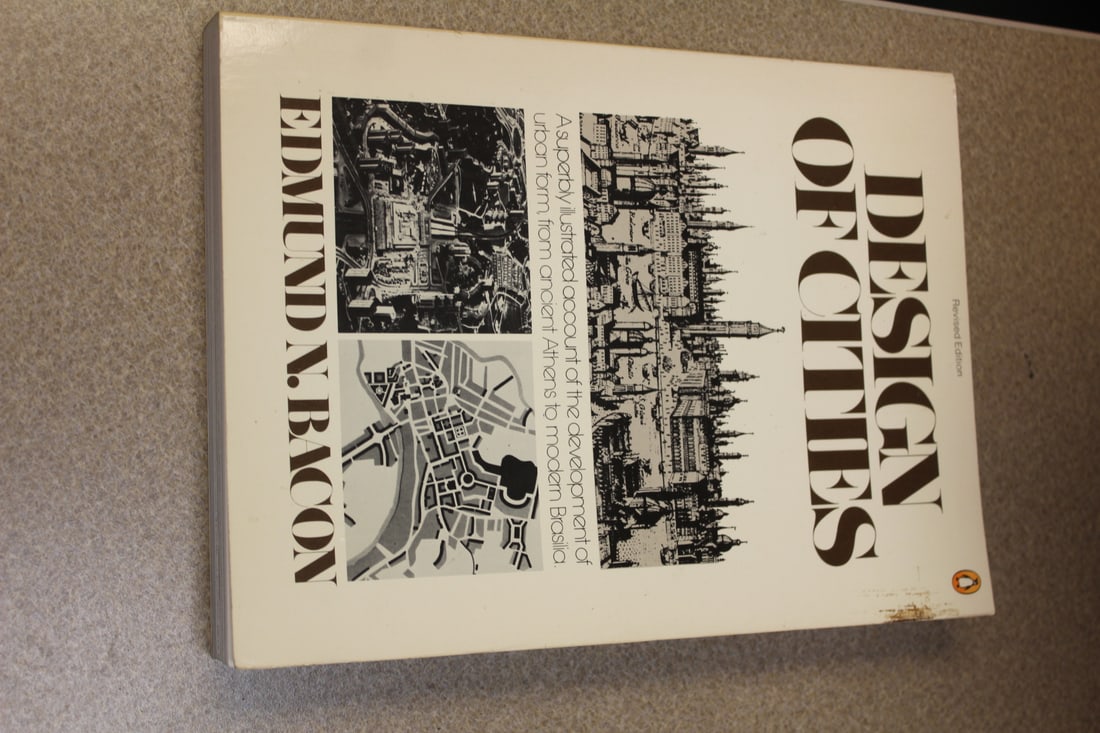 Revised Edition
DESIGN
OF CITIES
A superbly illustrated account of the development of
urban form, from ancient Athens to modern Brasilia.
EDMUND N. BACON